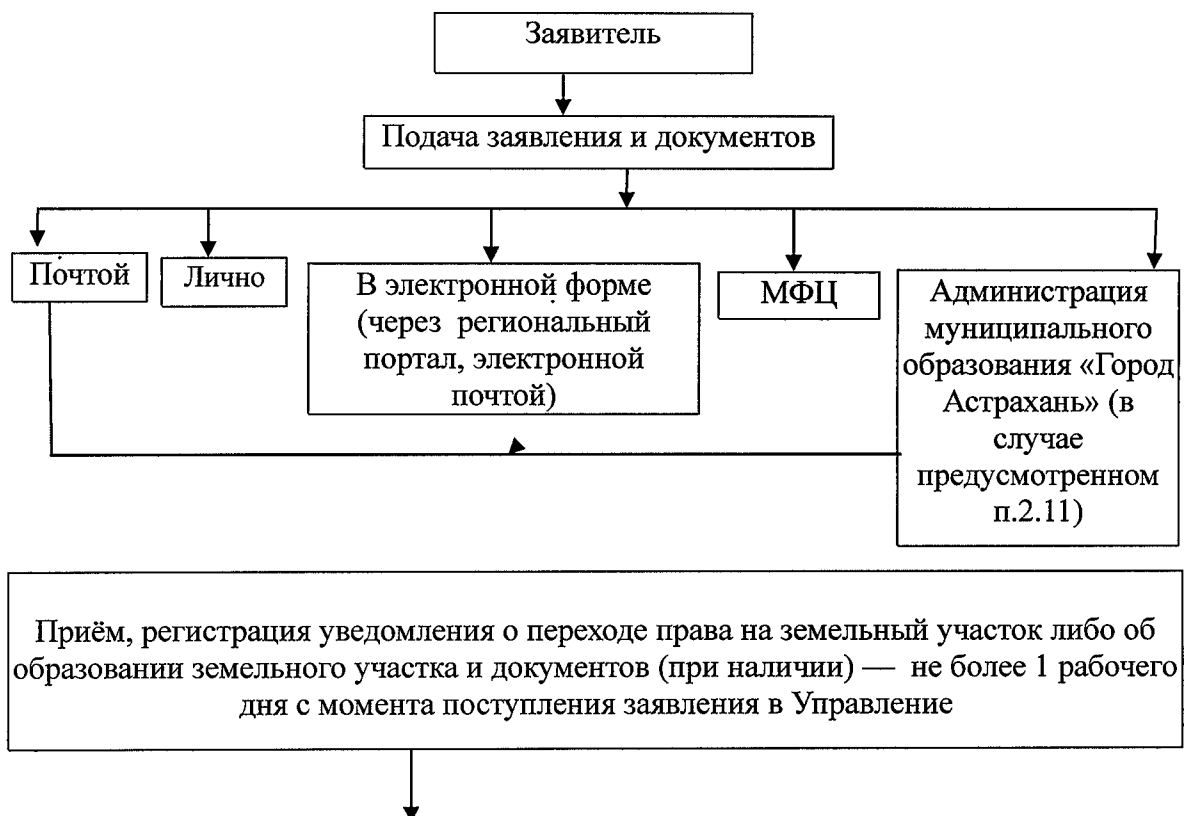 Заявитель
Подача заявления и документов
Почтой
Лично
В электронной форме
(через региональный
портал, электронной
почтой)
МФЦ
Администрация
муниципального
образования «Город
Астрахань» (в
случае
предусмотренном
п.2.11)
Приём, регистрация уведомления о переходе права на земельный участок либо об
образовании земельного участка и документов (при наличии) — не более 1 рабочего
дня с момента поступления заявления в Управление